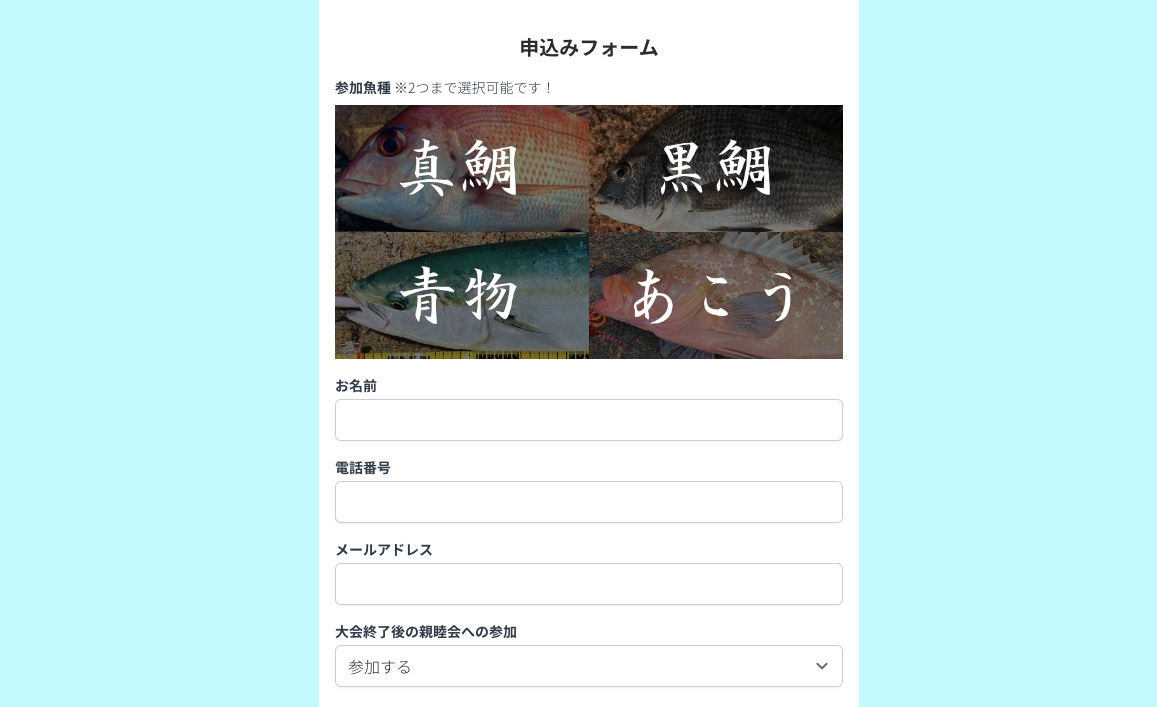 申込みフォーム
参加魚種 ※2つまで選択可能です！
真鯛
黒鯛
青物
あこう
お名前
電話番号
メールアドレス
大会終了後の親睦会への参加
参加する